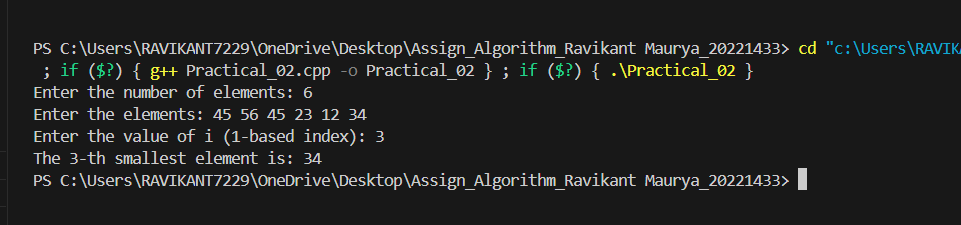 PS C:\Users\RAVIKANT7229\OneDrive\Desktop\Assign_Algorithm_Ravikant Maurya_20221433> cd "c:\Users\RAVIK
; if ($?) { g++ Practical_02.cpp -o Practical_02 } ; if ($?) { .\Practical_02 }
Enter the number of elements: 6
Enter the elements: 45 56 45 23 12 34
Enter the value of i (1-based index): 3
The 3-th smallest element is: 34
PS C:\Users\RAVIKANT7229\OneDrive\Desktop\Assign_Algorithm_Ravikant Maurya_20221433>